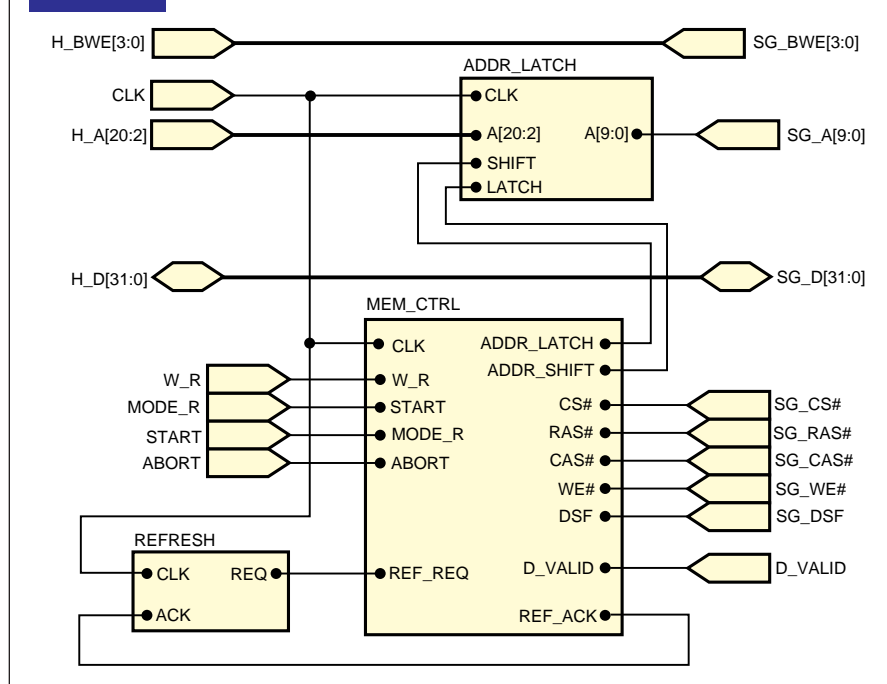 H_BWE[3:0] SG_BWE[3:0]
ADDR_LATCH
CLK CLK
H_A[20:2] A[20:2] A[9:0] SG_A[9:0]
SHIFT
LATCH
H_D[31:0] SG_D[31:0]
MEM_CTRL
CLK ADDR_LATCH
ADDR_SHIFT
W_R W_R
MODE_R START CS# SG_CS#
START MODE_R RAS# SG_RAS#
ABORT ABORT CAS# SG_CAS#
WE# SG_WE#
DSF SG_DSF
REFRESH
CLK REQ REF_REQ D_VALID D_VALID
ACK REF_ACK